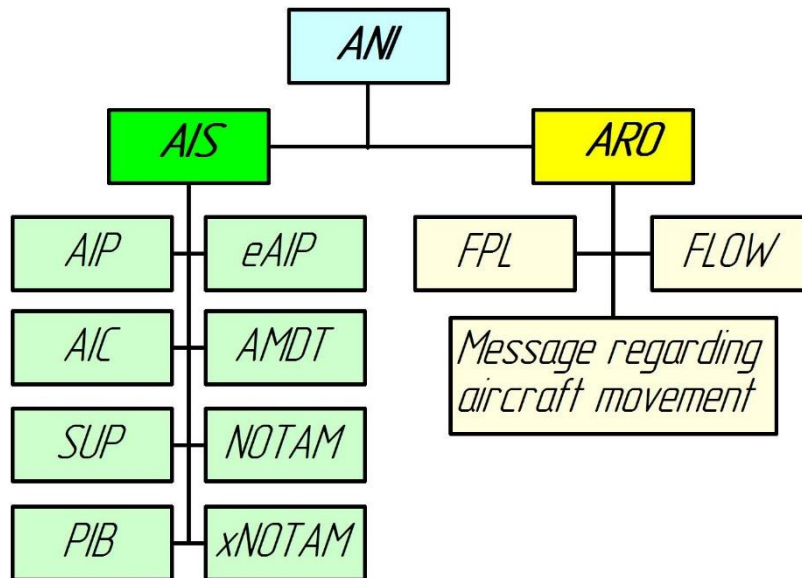 ANI
AIS
ARO
AIP
eAIP
FPL
FLOW
AIC
AMDT
Message regarding
aircraft movement
SUP
NOTAM
PIB
xNOTAM